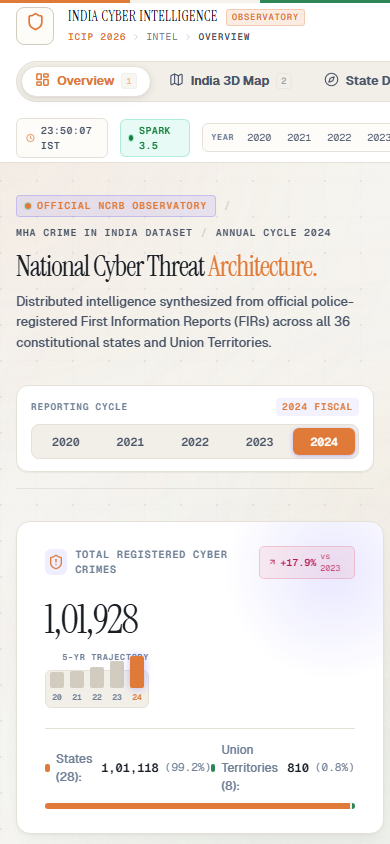 INDIA CYBER INTELLIGENCE OBSERVATORY
ICIP 2026 > INTEL > OVERVIEW
Overview 1 India 3D Map 2 State D
23:50:07
IST
SPARK
3.5
YEAR 2020 2021 2022 2023
OFFICIAL NCRB OBSERVATORY /
MHA CRIME IN INDIA DATASET / ANNUAL CYCLE 2024
National Cyber Threat Architecture.
Distributed intelligence synthesized from official police-
registered First Information Reports (FIRs) across all 36
constitutional states and Union Territories.
REPORTING CYCLE 2024 FISCAL
2020 2021 2022 2023 2024
TOTAL REGISTERED CYBER
CRIMES
+17.9% vs
2023
1,01,928
5-YR TRAJECTORY
20 21 22 23 24
States
(28): 1,01,118 (99.2%)
Union
Territories
(8): 810 (0.8%)